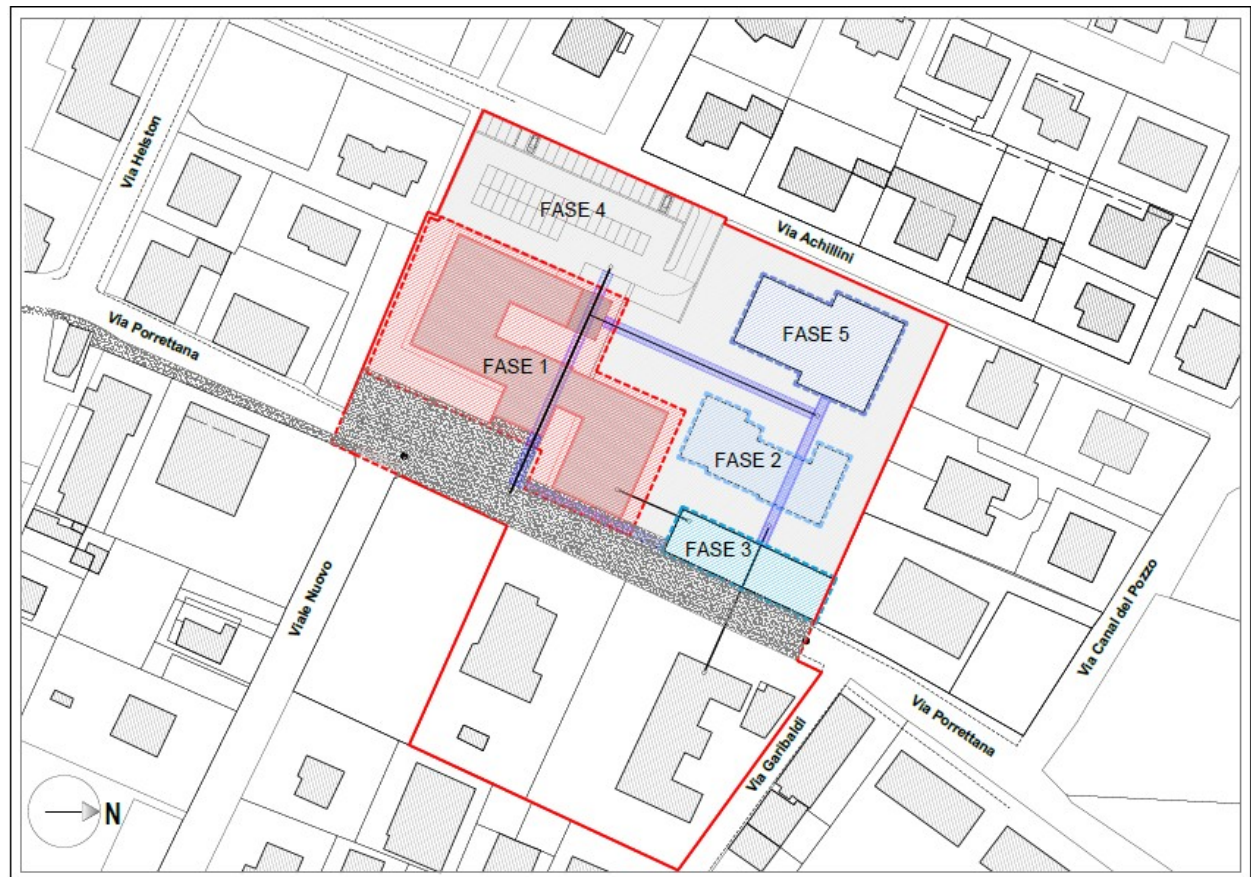 Via Helston
FASE 4
Via Achillini
Via Porrettana
FASE 1
FASE 5
FASE 2
FASE 3
Viale Nuovo
Via Canal del Pozzo
Via Porrettana
Via Garibaldi
N